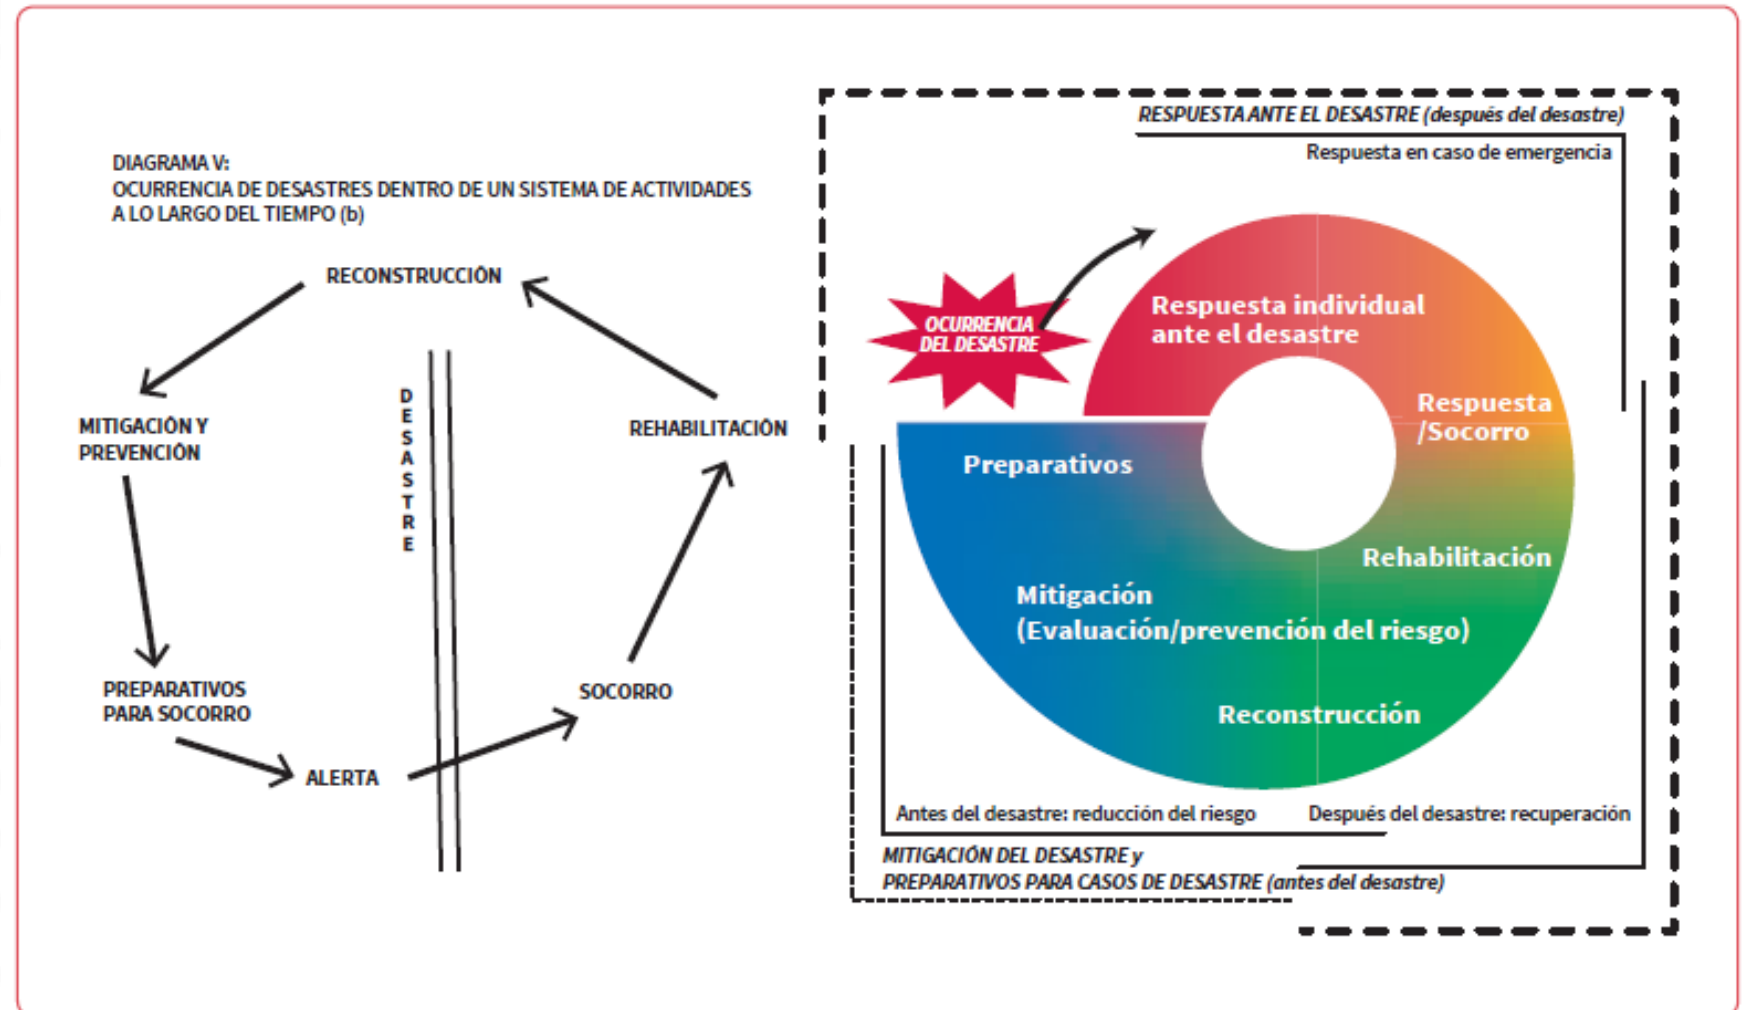 DIAGRAMA V:
OCURRENCIA DE DESASTRES DENTRO DE UN SISTEMA DE ACTIVIDADES
A LO LARGO DEL TIEMPO (b)
RECONSTRUCCIÓN
MITIGACIÓN Y
PREVENCIÓN
DESASTRE
REHABILITACIÓN
PREPARATIVOS
PARA SOCORRO
SOCORRO
ALERTA
RESPUESTA ANTE EL DESASTRE (después del desastre)
Respuesta en caso de emergencia
OCURRENCIA
DEL DESASTRE
Respuesta individual
ante el desastre
Respuesta
/Socorro
Preparativos
Rehabilitación
Mitigación
(Evaluación/prevención del riesgo)
Reconstrucción
Antes del desastre: reducción del riesgo
Después del desastre: recuperación
MITIGACIÓN DEL DESASTRE y
PREPARATIVOS PARA CASOS DE DESASTRE (antes del desastre)